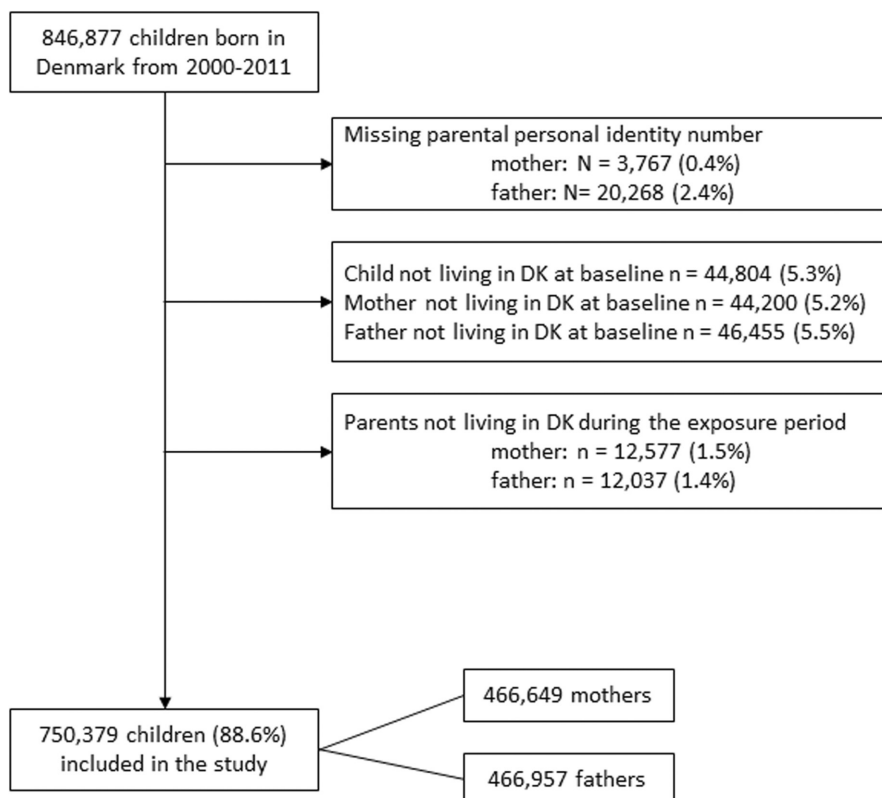 846,877 children born in
Denmark from 2000-2011
Missing parental personal identity number
mother: N = 3,767 (0.4%)
father: N= 20,268 (2.4%)
Child not living in DK at baseline n = 44,804 (5.3%)
Mother not living in DK at baseline n = 44,200 (5.2%)
Father not living in DK at baseline n = 46,455 (5.5%)
Parents not living in DK during the exposure period
mother: n = 12,577 (1.5%)
father: n = 12,037 (1.4%)
466,649 mothers
750,379 children (88.6%)
included in the study
466,957 fathers